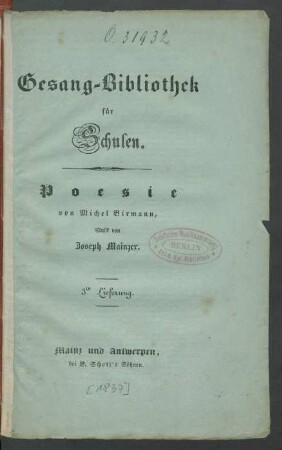 O. 31932
Gesang-Bibliothek
für
Schulen.
Poesie
von Michel Birmann,
Musik von
Joseph Mainzer.
BERLIN
3te Lieferung.
Mainz und Antwerpen,
bei B. Schott's Söhnen.
[1837]